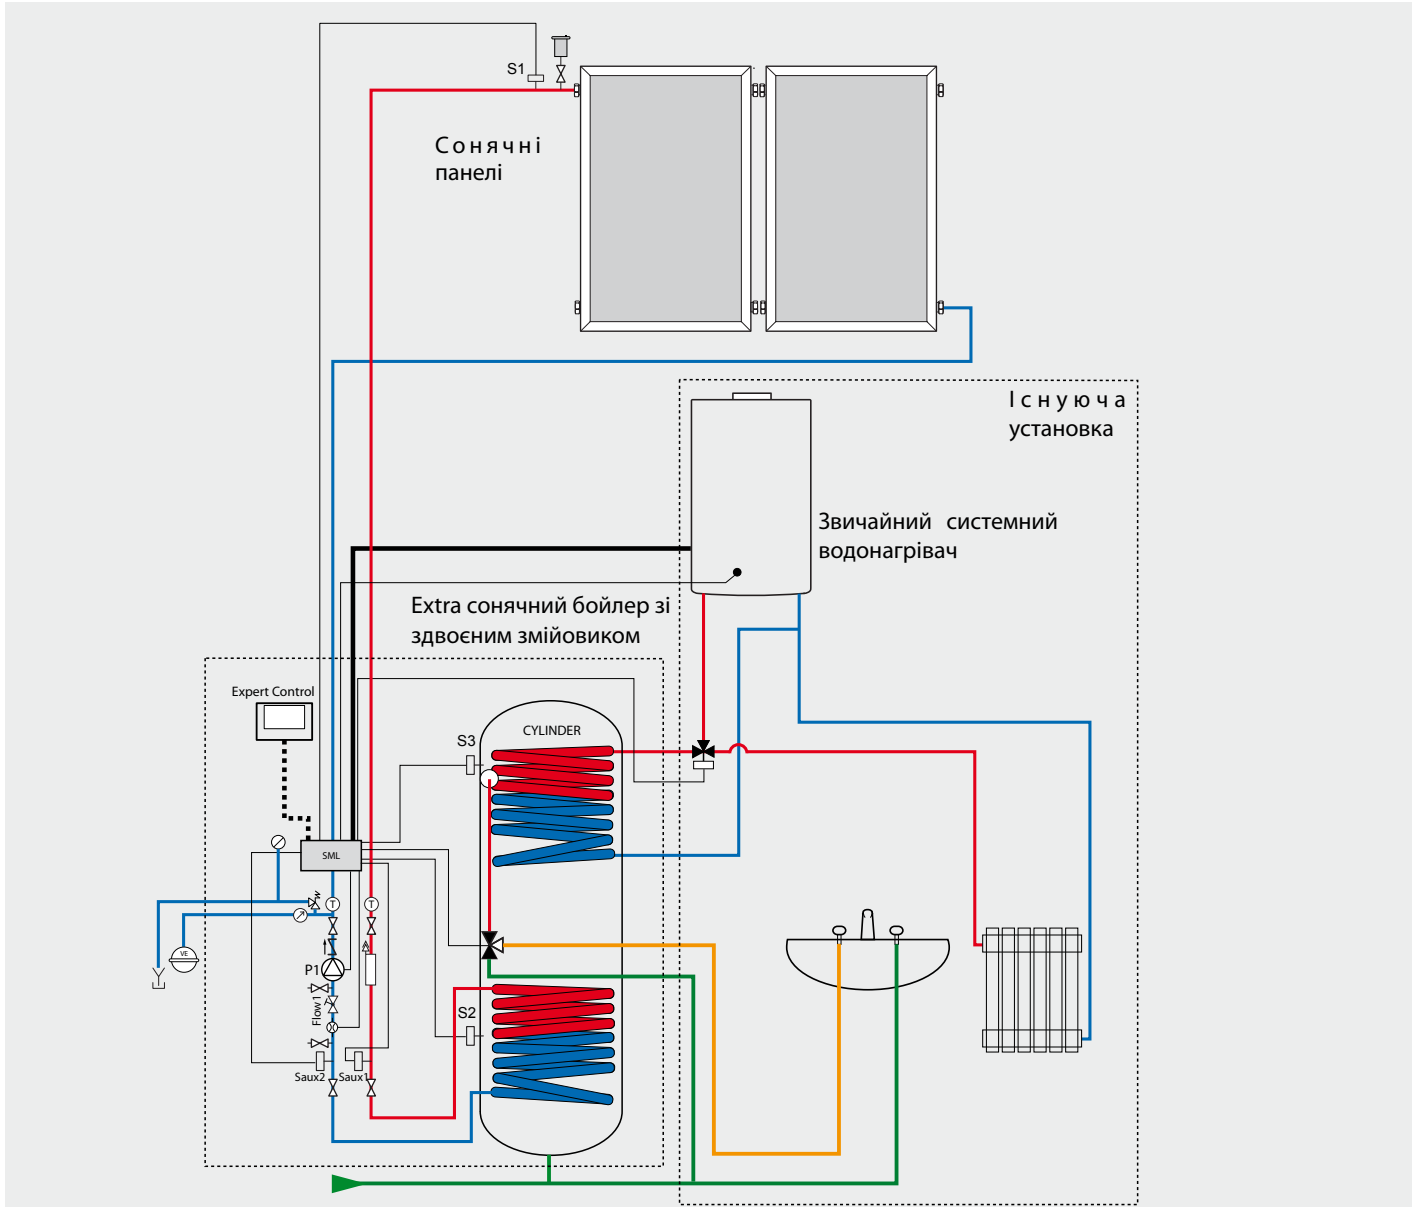 S1
Сонячні
панелі
Існуюча
установка
Звичайний системний
водонагрівач
Extra сонячний бойлер зі
здвоєним змійовиком
Expert Control
CYLINDER
S3
SML
w
T
T
VE
P1
Flow1
S2
Saux2
Saux1